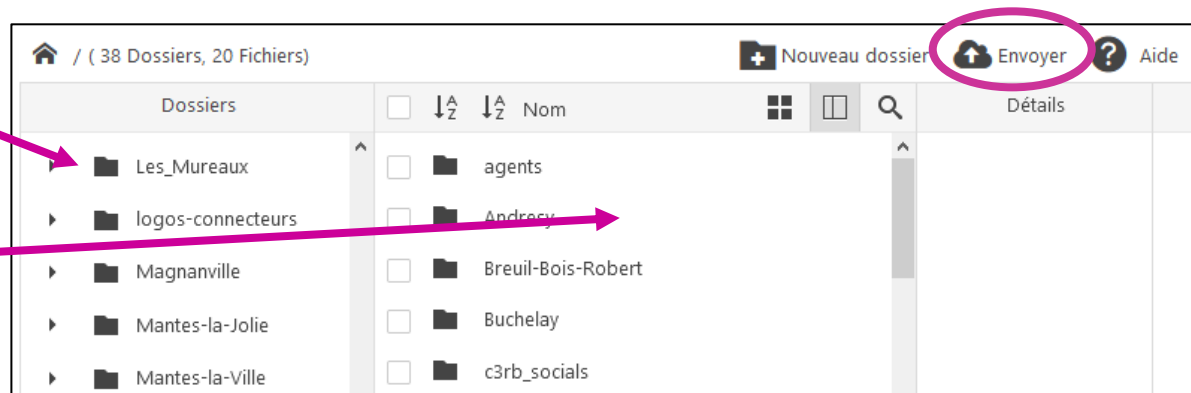 / ( 38 Dossiers, 20 Fichiers) Nouveau dossier Envoyer ? Aide
Dossiers A Z A Z Nom Détails
Les_Mureaux agents
logos-connecteurs Andresy
Magnanville Breuil-Bois-Robert
Mantes-la-Jolie Buchelay
Mantes-la-Ville c3rb_socials